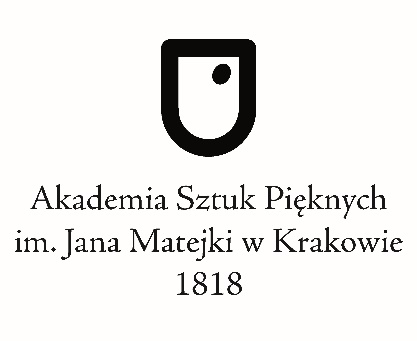 Akademia Sztuk Pięknych
im. Jana Matejki w Krakowie
1818